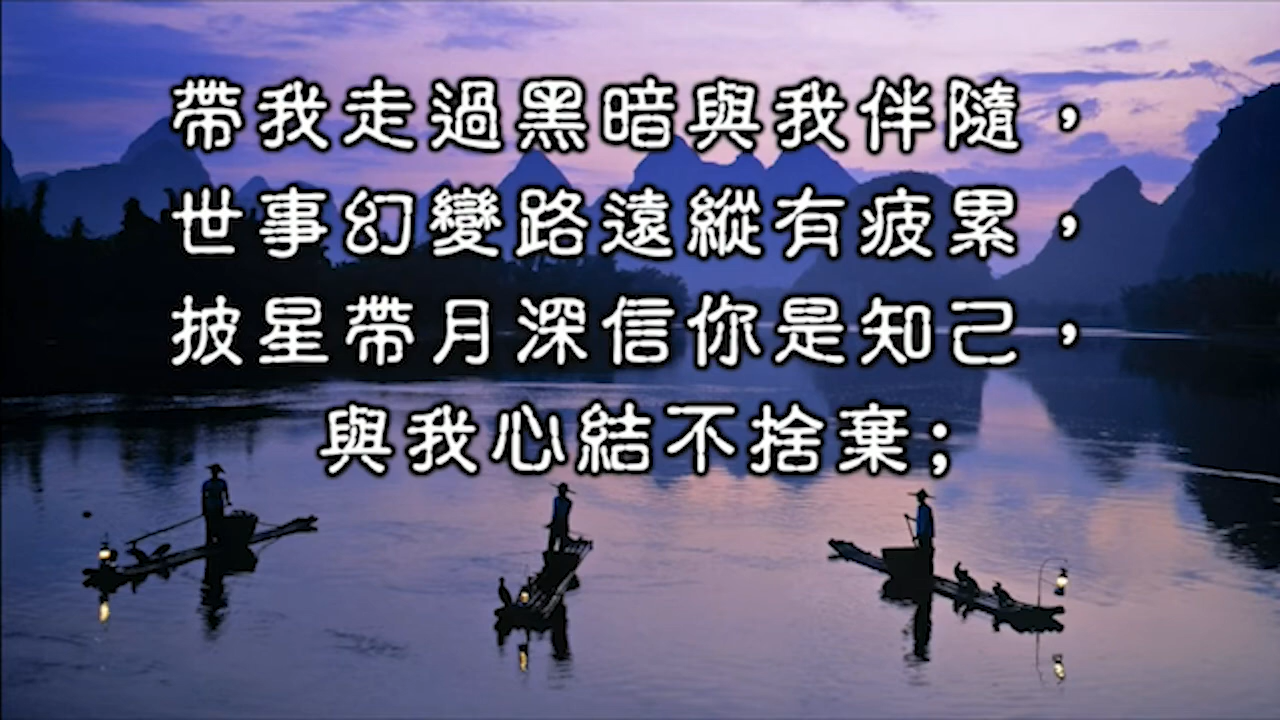 帶我走過黑暗與我伴隨，
世事幻變路遠縱有疲累，
披星帶月深信你是知己，
與我心結不捨棄；